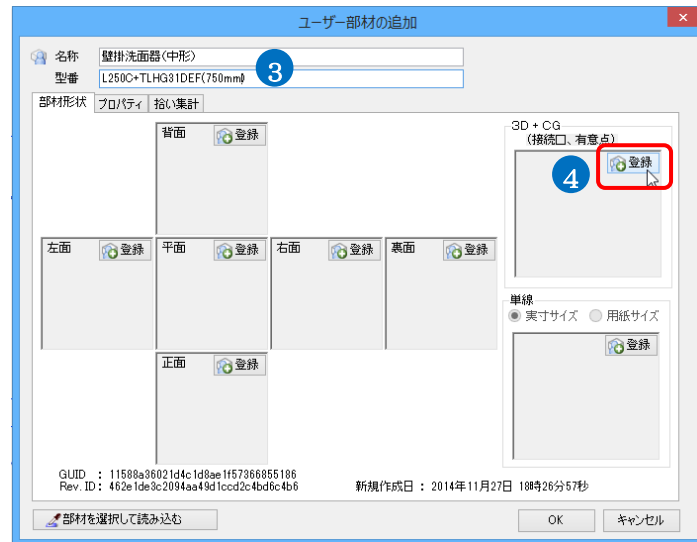 ユーザー部材の追加
名称 壁掛洗面器(中形)
型番 L250C+TLHG31DEF(750mm)
3
部材形状 プロパティ 拾い集計
背面 登録
3D + CG
(接続口、有意点)
登録
4
左面 登録 平面 登録 右面 登録 裏面 登録
単線
実寸サイズ 用紙サイズ
登録
正面 登録
GUID : 11588a36021d4c1d8ae1f57366855186
Rev. ID : 462e1de3c2094aa49d1ccd2c4bd6c4b6
新規作成日 : 2014年11月27日 18時26分57秒
部材を選択して読み込む OK キャンセル